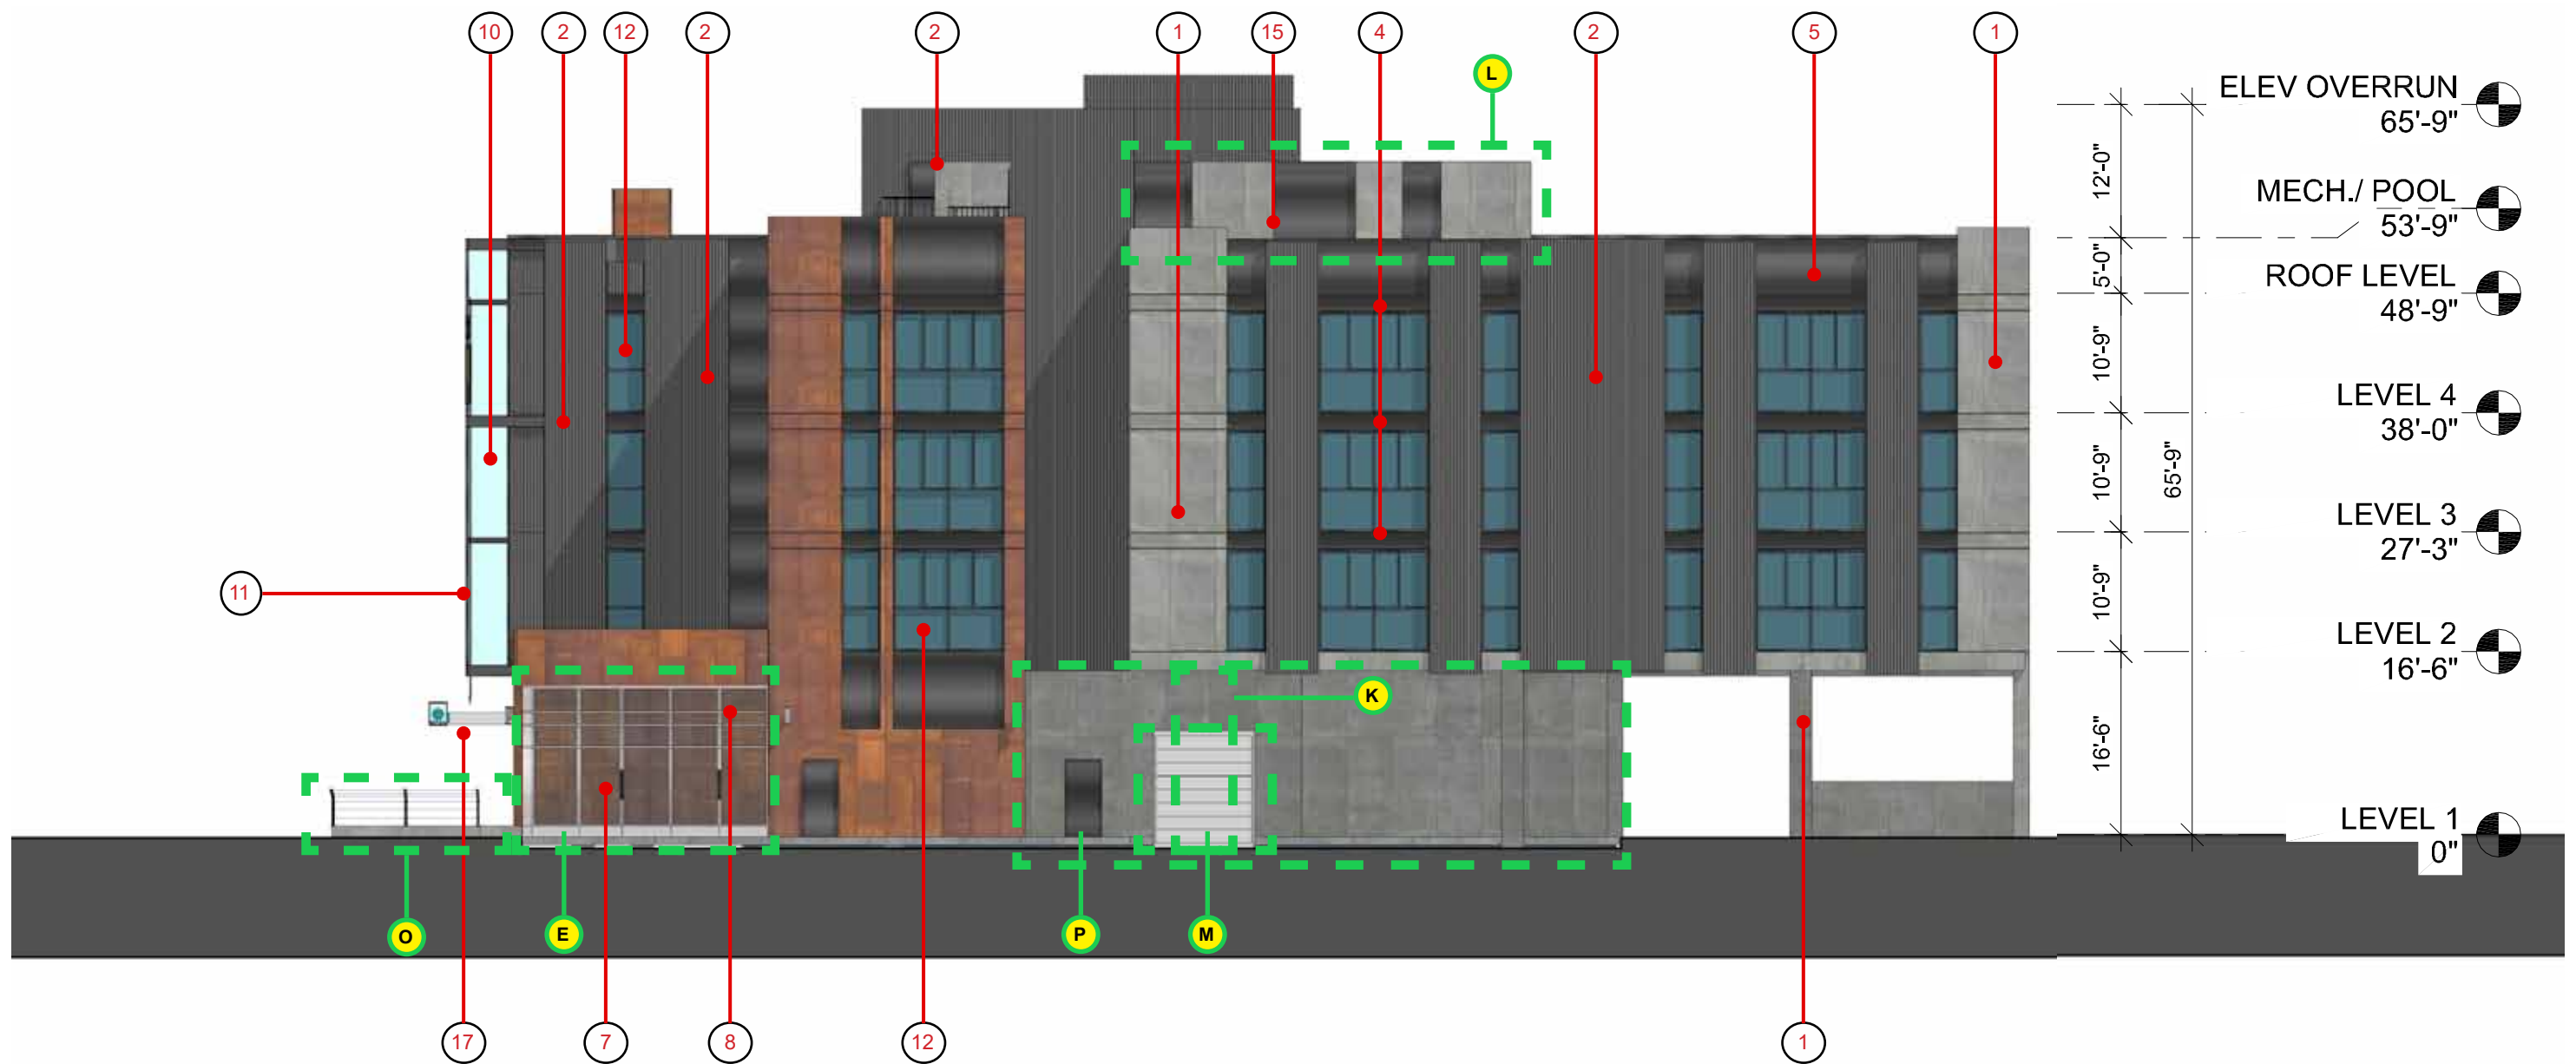 10 2 12 2 2 1 15 4 2 5 1
L
ELEV OVERRUN
65'-9"
MECH./ POOL
53'-9"
ROOF LEVEL
48'-9"
LEVEL 4
38'-0"
LEVEL 3
27'-3"
LEVEL 2
16'-6"
LEVEL 1
0"
12'-0"
5'-0"
10'-9"
10'-9"
10'-9"
16'-6"
65'-9"
11
K
O E P M
17 7 8 12 1